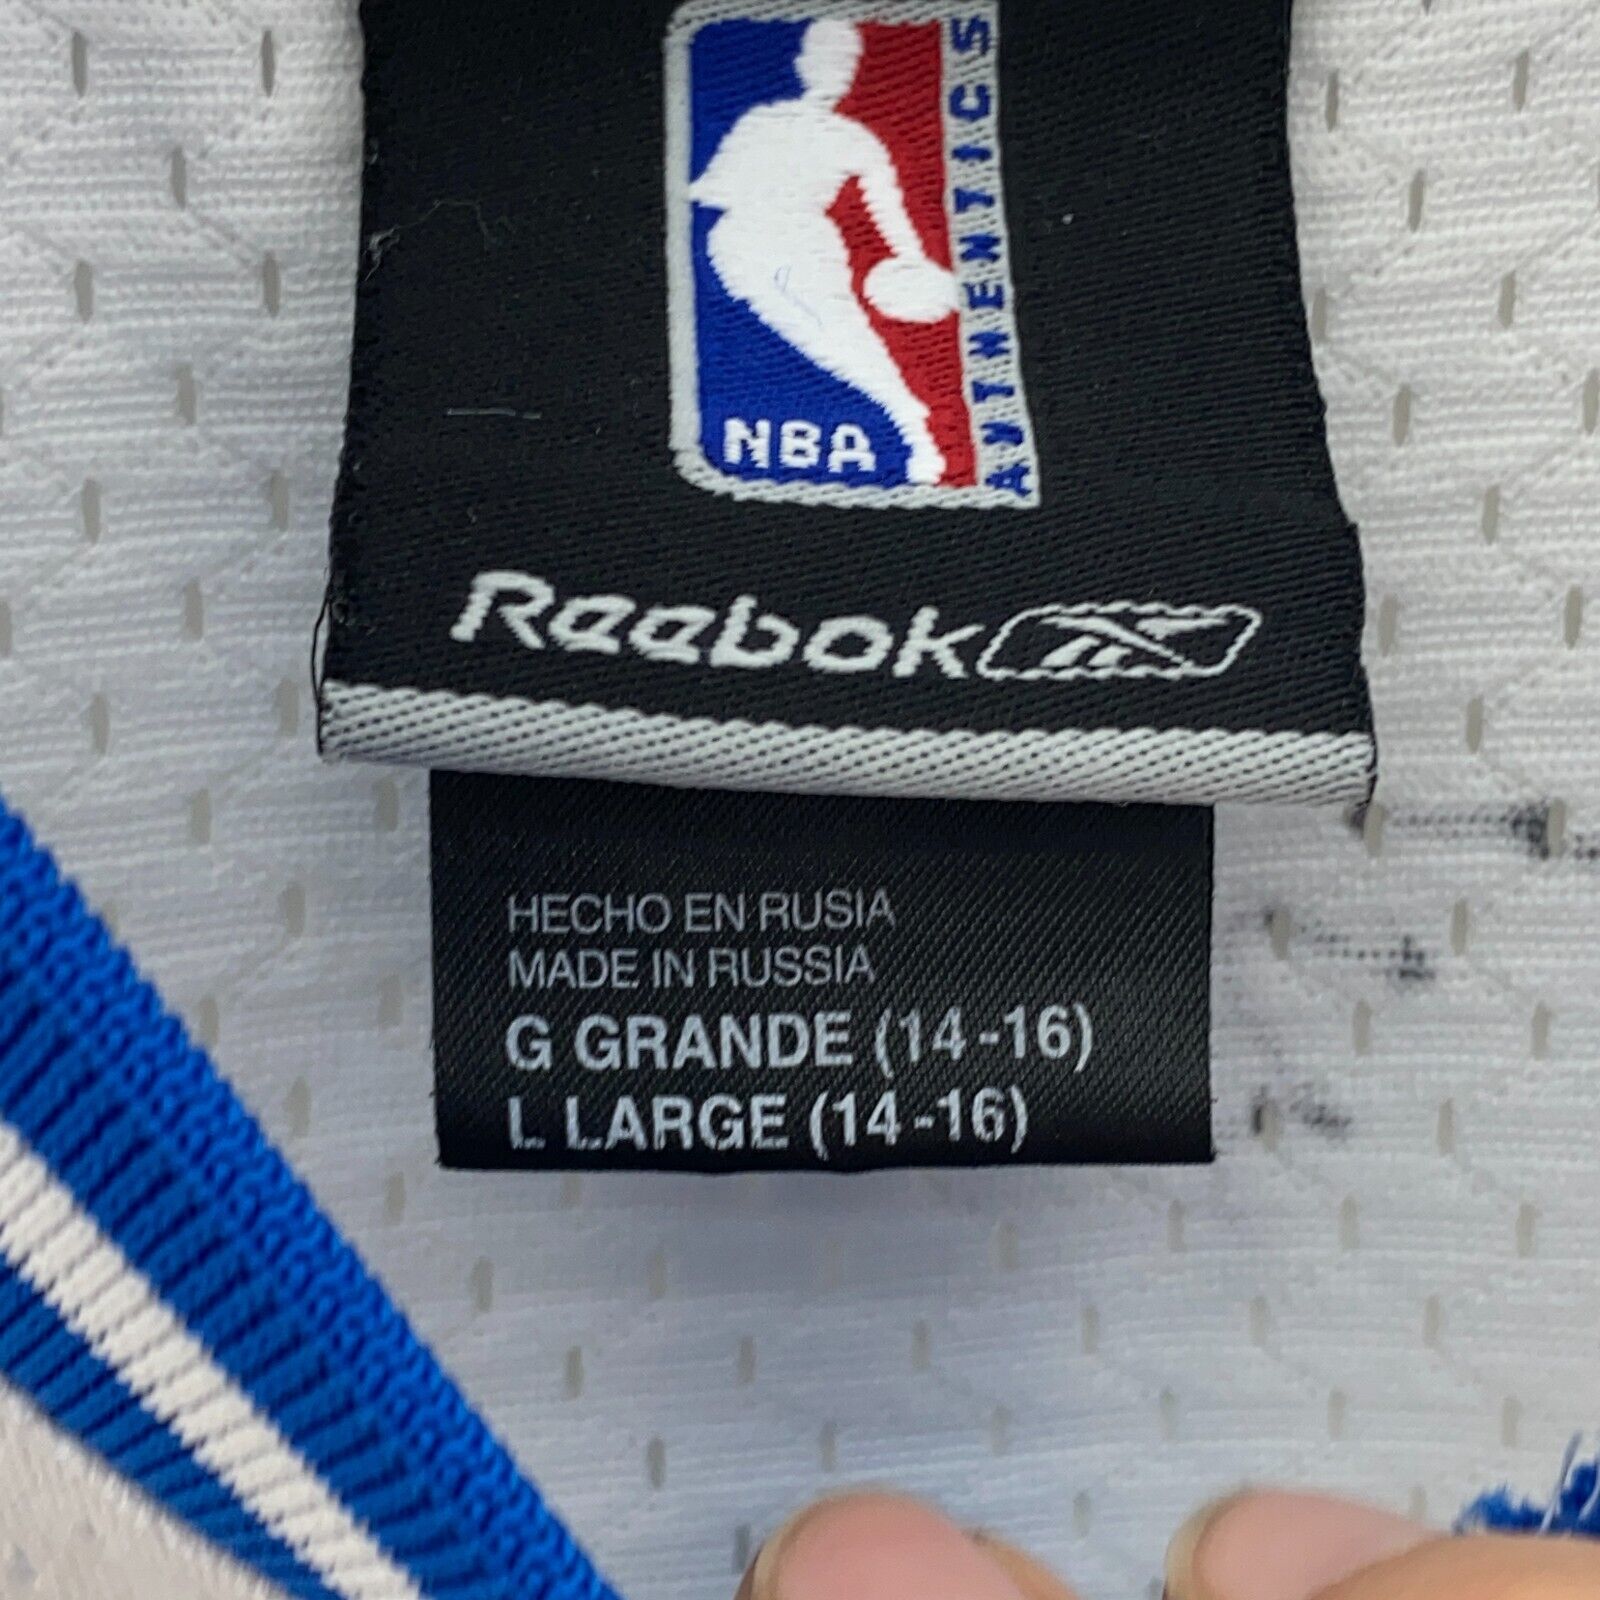 NBA
AUTHENTICS
Reebok
HECHO EN RUSIA
MADE IN RUSSIA
G GRANDE (14-16)
L LARGE (14-16)